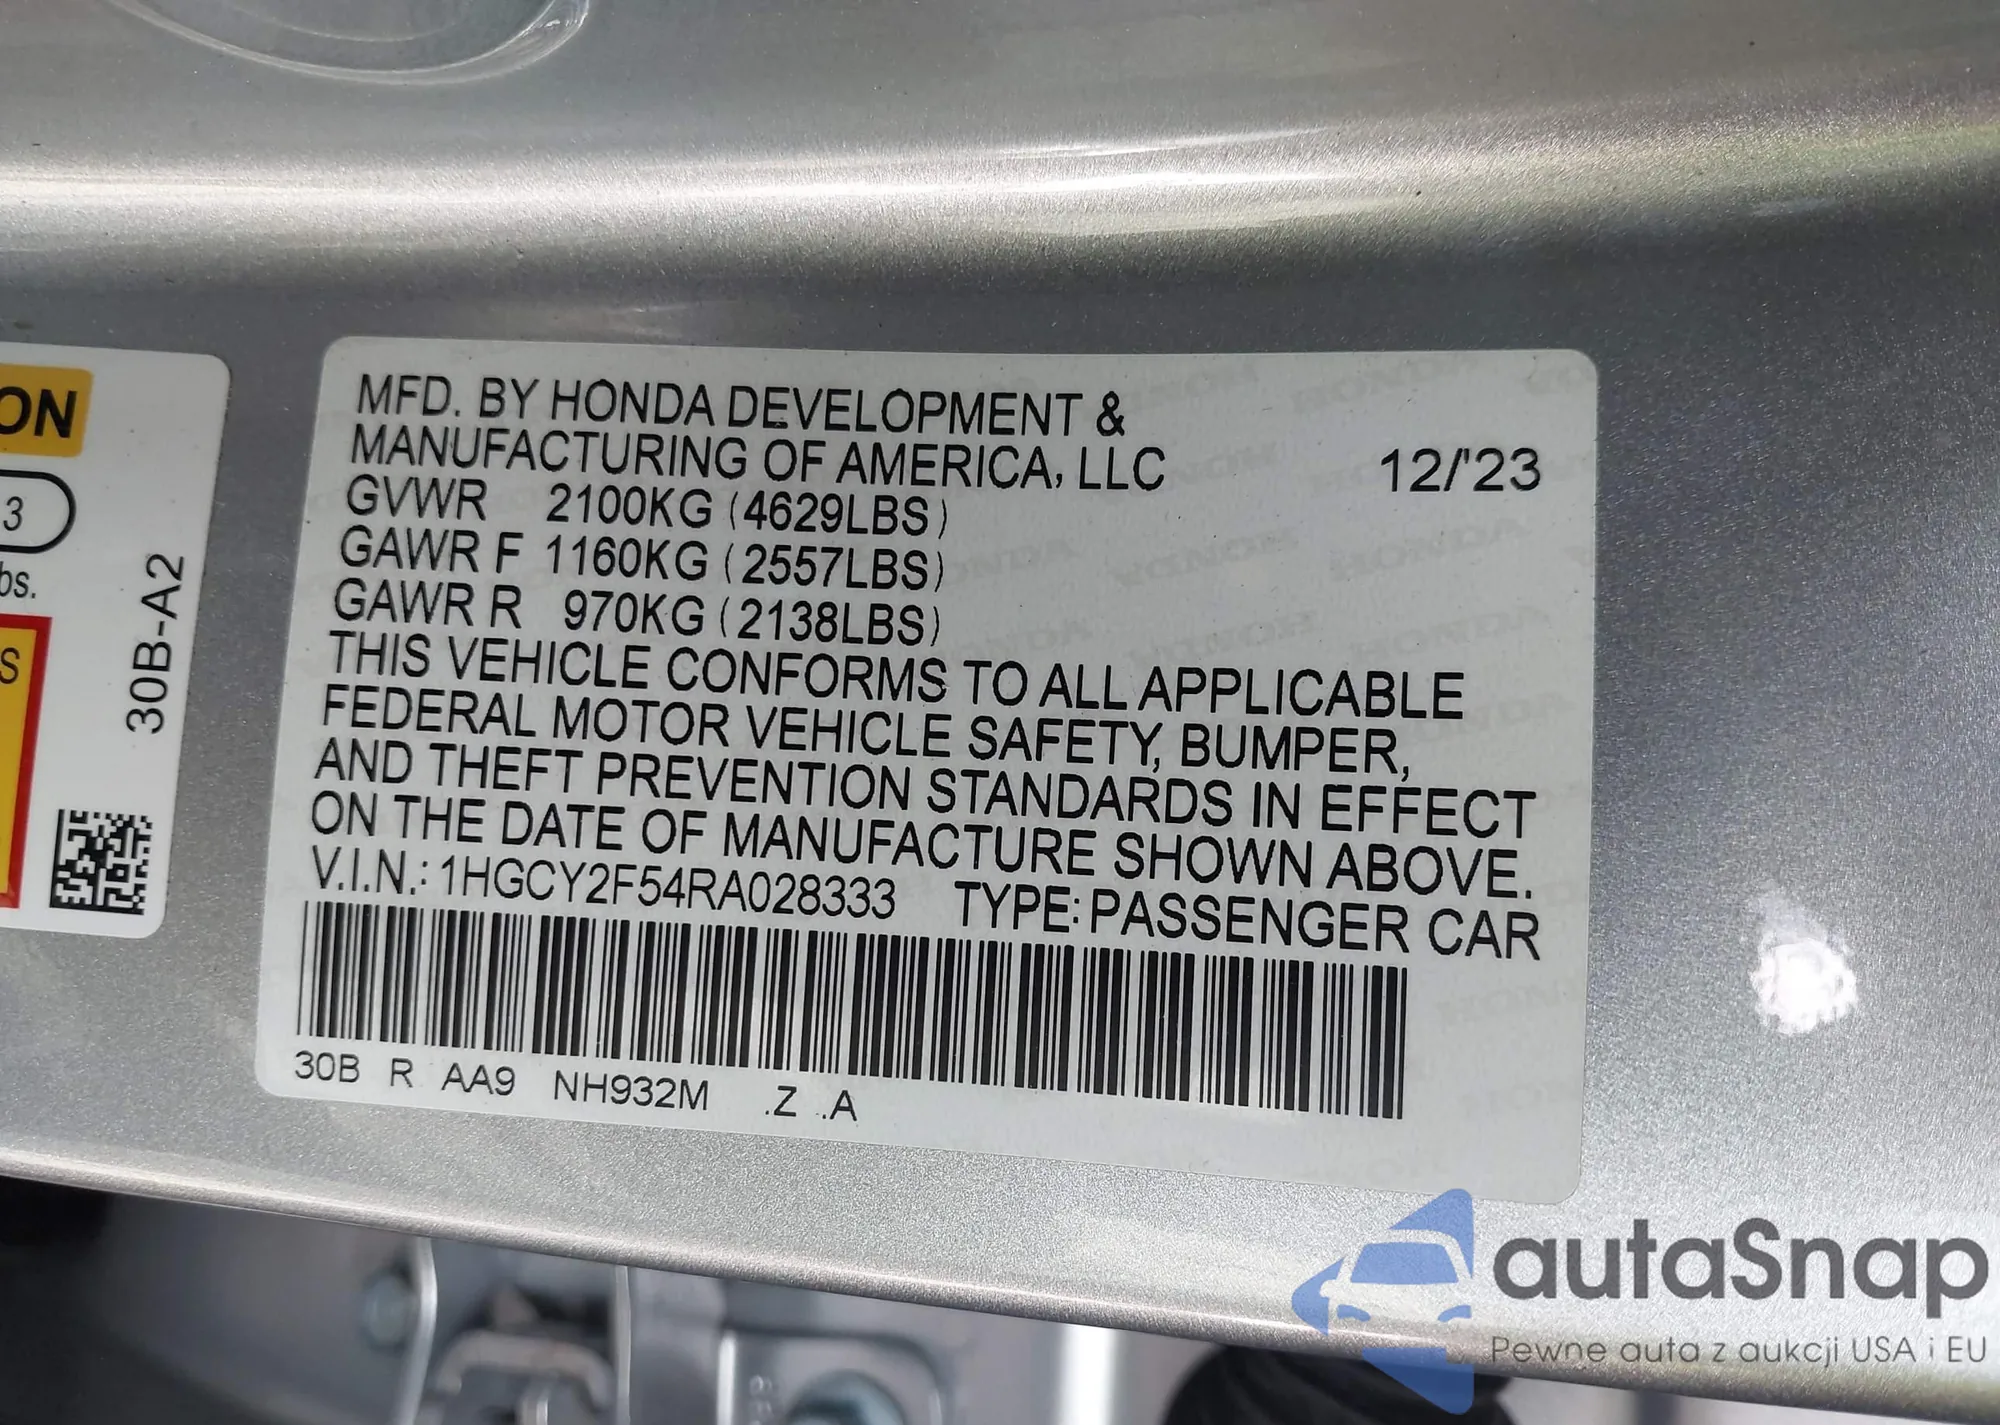 ON
3
bs.
S
30B-A2
MFD. BY HONDA DEVELOPMENT &
MANUFACTURING OF AMERICA, LLC 12/'23
GVWR 2100KG (4629LBS)
GAWR F 1160KG (2557LBS)
GAWR R 970KG (2138LBS)
THIS VEHICLE CONFORMS TO ALL APPLICABLE
FEDERAL MOTOR VEHICLE SAFETY, BUMPER,
AND THEFT PREVENTION STANDARDS IN EFFECT
ON THE DATE OF MANUFACTURE SHOWN ABOVE.
V.I.N.: 1HGCY2F54RA028333 TYPE: PASSENGER CAR
30B R AA9 NH932M .Z .A
autaSnap
Pewne auta z aukcji USA i EU